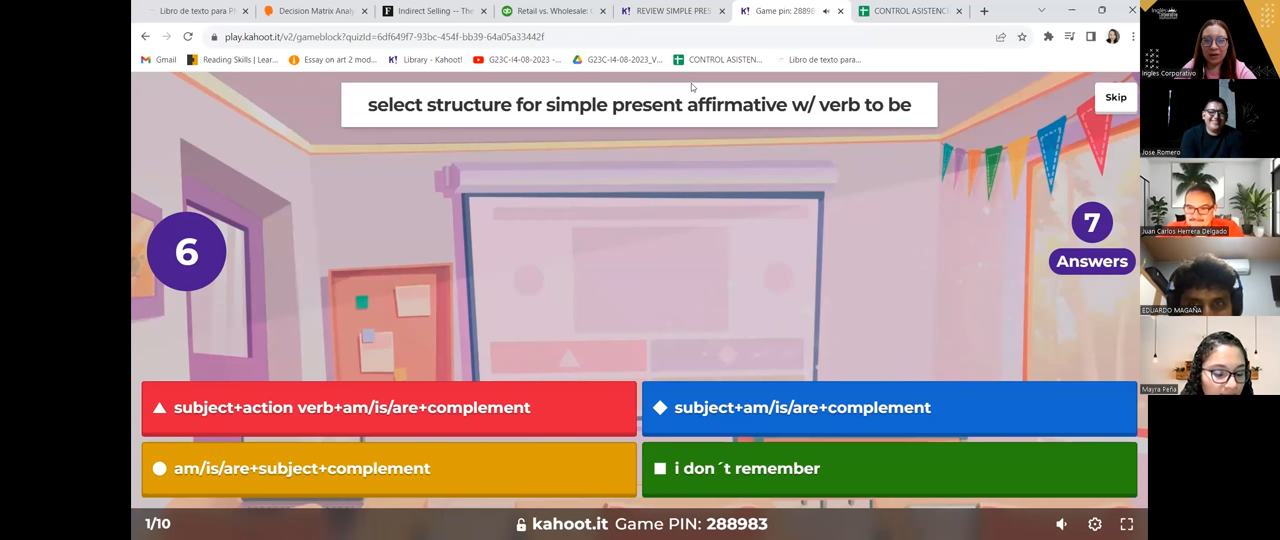 Libro de texto para P
Decision Matrix Analy
Indirect Selling -- The
Retail vs. Wholesale: C
REVIEW SIMPLE PRES
Game pin: 28898
CONTROL ASISTENC
play.kahoot.it/v2/gameblock?quizId=6df649f7-93bc-454f-bb39-64a05a33442f
Gmail
Reading Skills | Lear...
Essay on art 2 mod...
Library - Kahoot!
G23C-I4-08-2023 -...
G23C-I4-08-2023_V...
CONTROL ASISTEN...
Libro de texto para...
select structure for simple present affirmative w/ verb to be
Skip
6
7
Answers
subject+action verb+am/is/are+complement
subject+am/is/are+complement
am/is/are+subject+complement
i don´t remember
1/10
kahoot.it Game PIN: 288983
Inglés Corporativo
Jose Romero
Juan Carlos Herrera Delgado
EDUARDO MAGAÑA
Mayra Peña